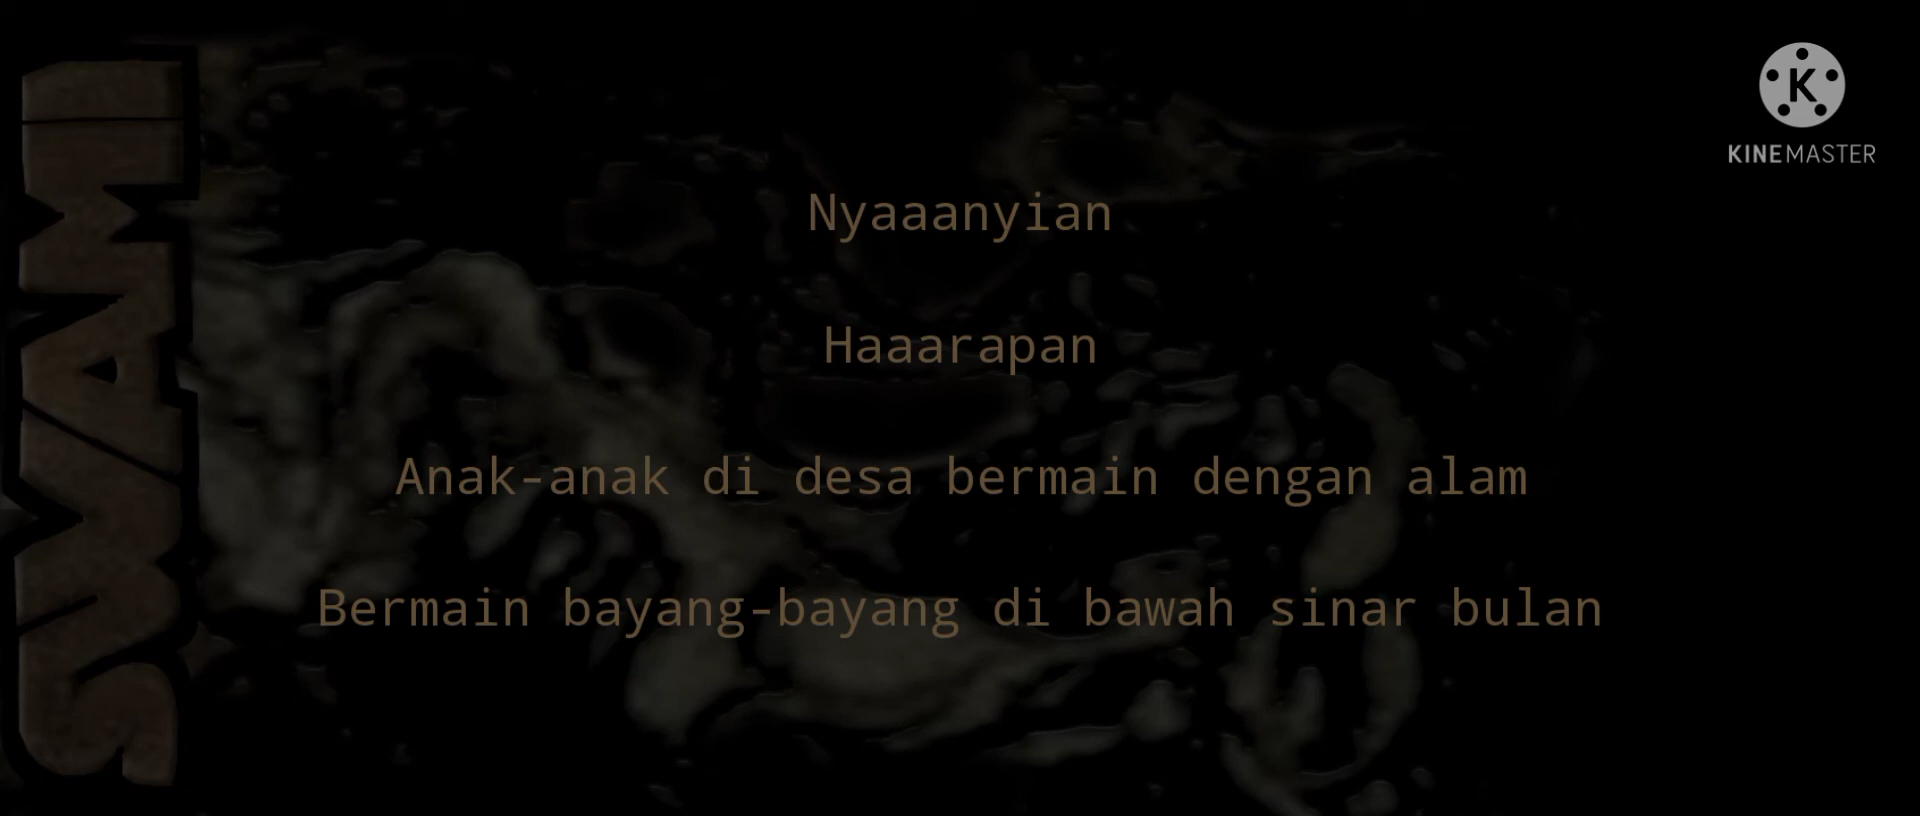 SWAMI
K
KINEMASTER
Nyaaanyian
Haaarapan
Anak-anak di desa bermain dengan alam
Bermain bayang-bayang di bawah sinar bulan